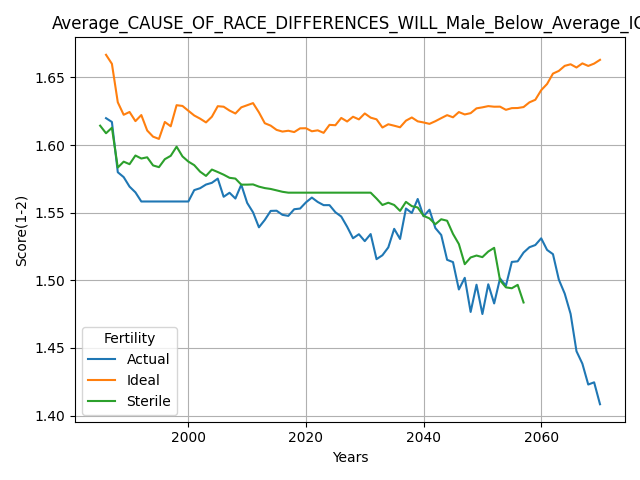 Average_CAUSE_OF_RACE_DIFFERENCES_WILL_Male_Below_Average_IQ
Score(1-2)
1.65
1.60
1.55
1.50
1.45
1.40
Fertility
Actual
Ideal
Sterile
2000 2020 2040 2060
Years